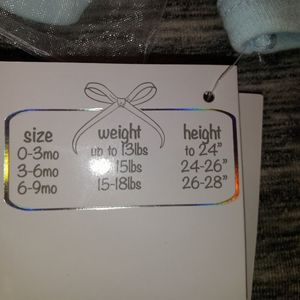 size weight height
0-3mo up to 13lbs to 24"
3-6mo 15lbs 24-26"
6-9mo 15-18lbs 26-28"